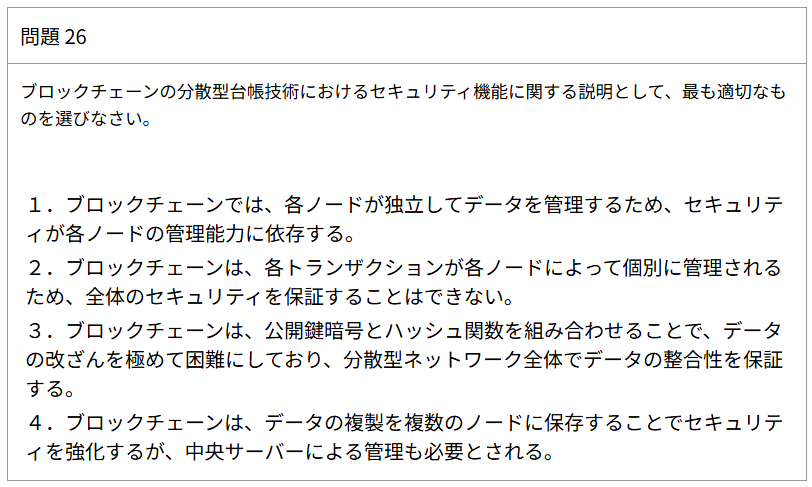 問題 26
ブロックチェーンの分散型台帳技術におけるセキュリティ機能に関する説明として、最も適切なも
のを選びなさい。
１．ブロックチェーンでは、各ノードが独立してデータを管理するため、セキュリテ
ィが各ノードの管理能力に依存する。
２．ブロックチェーンは、各トランザクションが各ノードによって個別に管理される
ため、全体のセキュリティを保証することはできない。
３．ブロックチェーンは、公開鍵暗号とハッシュ関数を組み合わせることで、データ
の改ざんを極めて困難にしており、分散型ネットワーク全体でデータの整合性を保証
する。
４．ブロックチェーンは、データの複製を複数のノードに保存することでセキュリテ
ィを強化するが、中央サーバーによる管理も必要とされる。